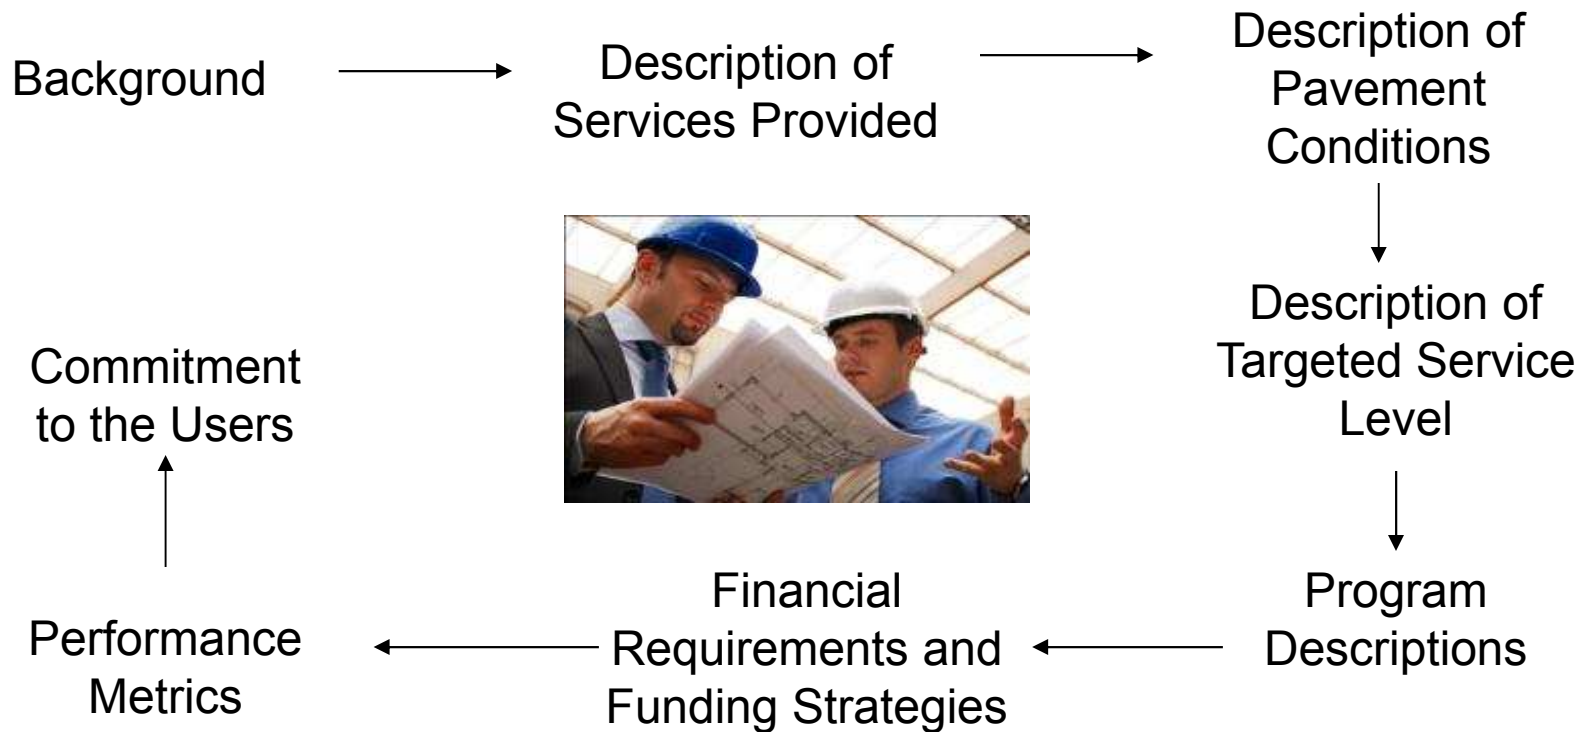 Background
Description of
Services Provided
Description of
Pavement
Conditions
Description of
Targeted Service
Level
Program
Descriptions
Financial
Requirements and
Funding Strategies
Performance
Metrics
Commitment
to the Users